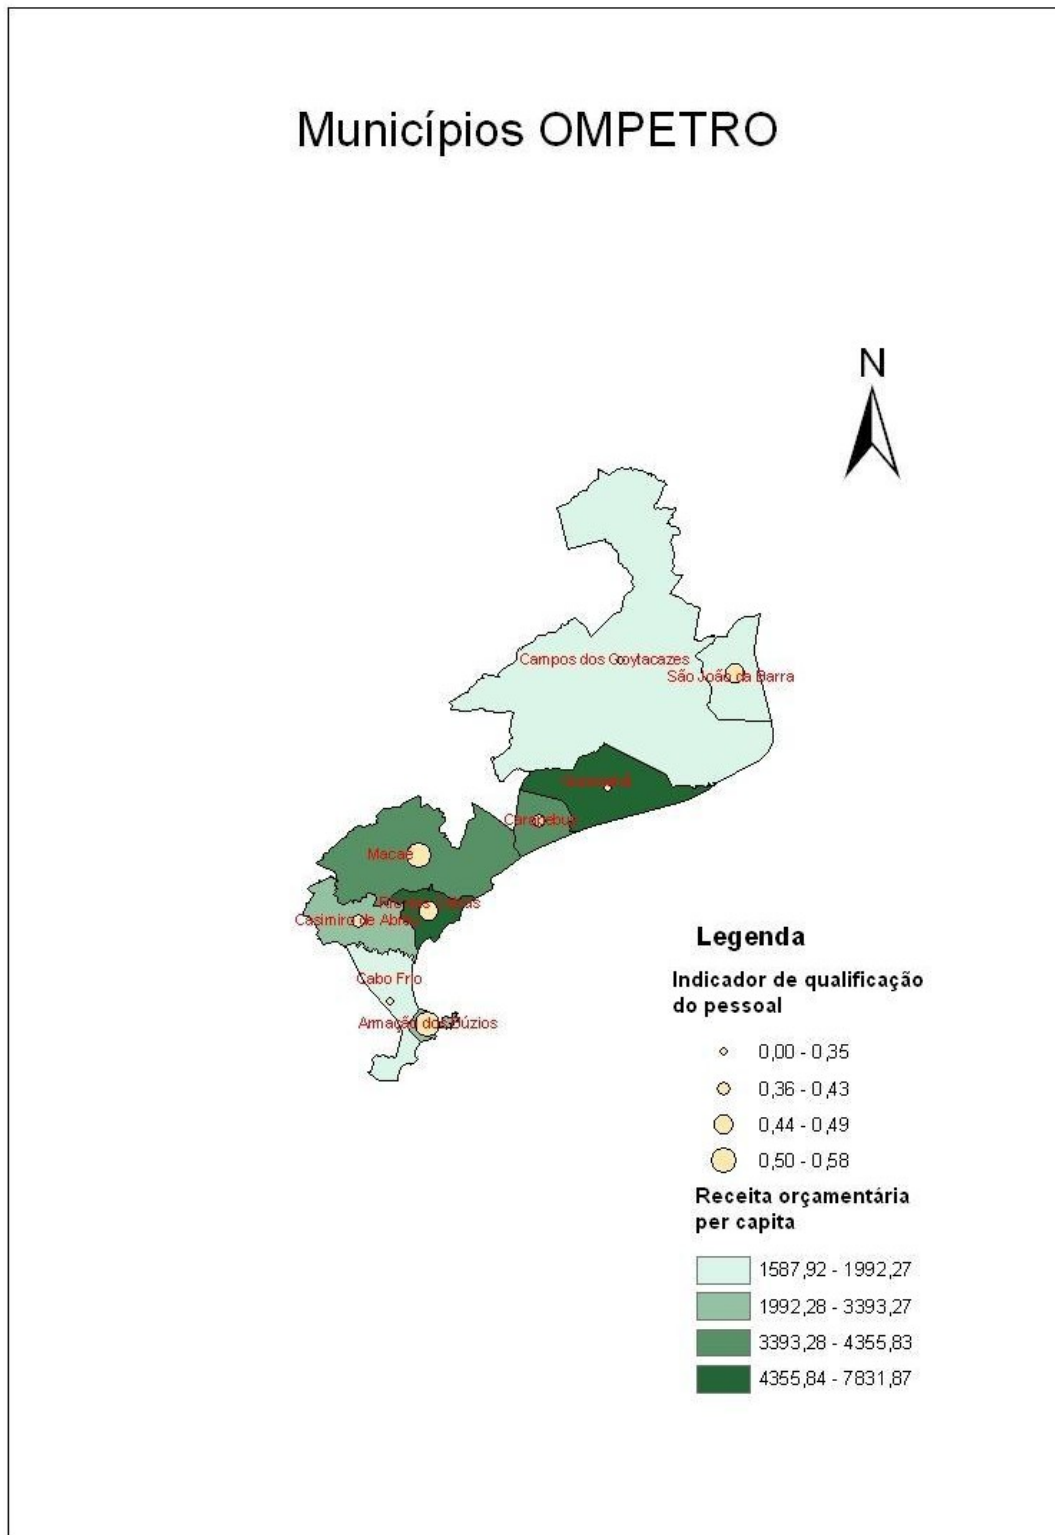 Municípios OMPETRO
N
Campos dos Goytacazes
São João da Barra
Carapebus
Macaé
Casimiro de Abreu
Cabo Frio
Armação dos Búzios
Legenda
Indicador de qualificação
do pessoal
0,00 - 0,35
0,36 - 0,43
0,44 - 0,49
0,50 - 0,58
Receita orçamentária
per capita
1587,92 - 1992,27
1992,28 - 3393,27
3393,28 - 4355,83
4355,84 - 7831,87